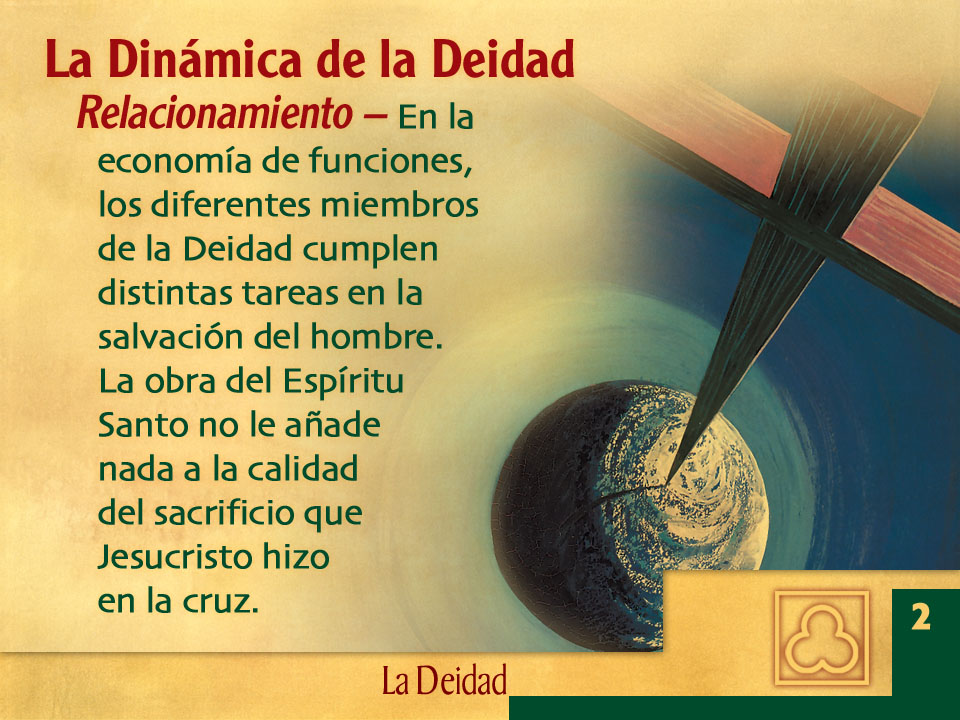 La Dinámica de la Deidad
Relacionamiento – En la
economía de funciones,
los diferentes miembros
de la Deidad cumplen
distintas tareas en la
salvación del hombre.
La obra del Espíritu
Santo no le añade
nada a la calidad
del sacrificio que
Jesucristo hizo
en la cruz.
2
La Deidad